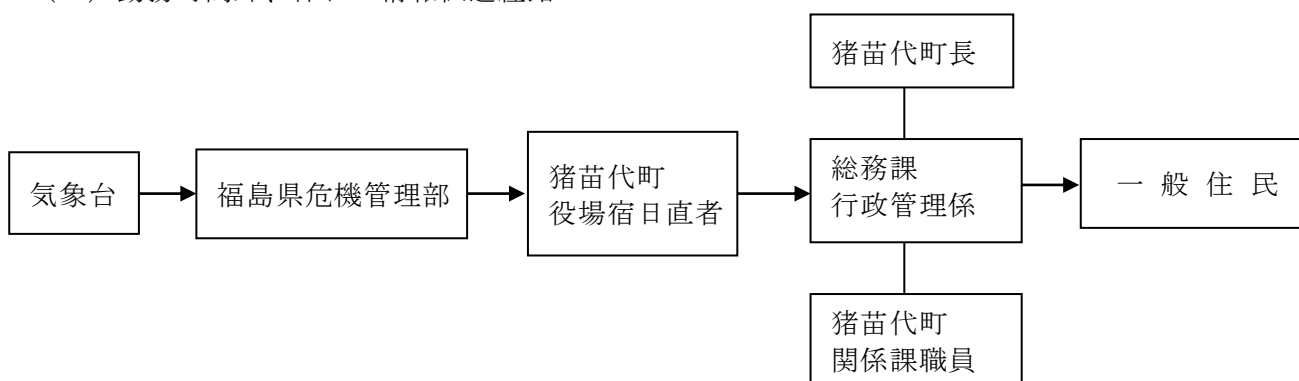 猪苗代町長
気象台
福島県危機管理部
猪苗代町
役場宿日直者
総務課
行政管理係
一 般 住 民
猪苗代町
関係課職員